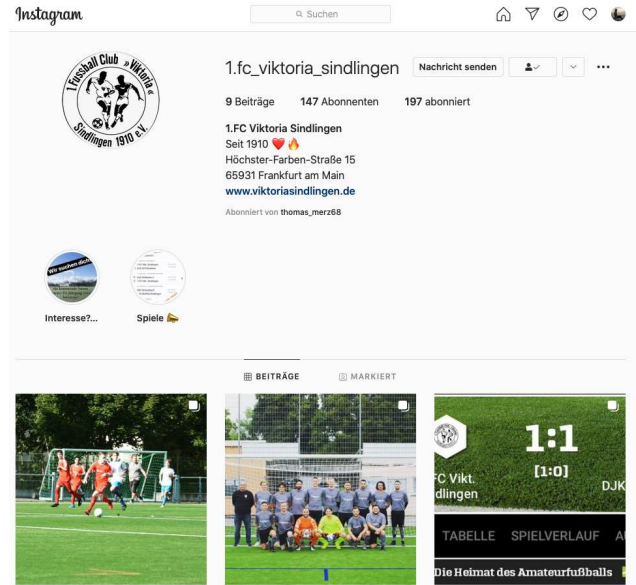 Instagram
Suchen
1 Fussball Club »Viktoria«
Sindlingen 1910 e.V.
1.fc_viktoria_sindlingen
Nachricht senden
9 Beiträge 147 Abonnenten 197 abonniert
1.FC Viktoria Sindlingen
Seit 1910 ❤️🔥
Höchster-Farben-Straße 15
65931 Frankfurt am Main
www.viktoriasindlingen.de
Abonniert von thomas_merz68
Wir suchen dich
Interesse?...
Spiele
BEITRÄGE
MARKIERT
1:1
[1:0]
FC Vikt.
dlingen
DJK
TABELLE SPIELVERLAUF
Die Heimat des Amateurfußballs